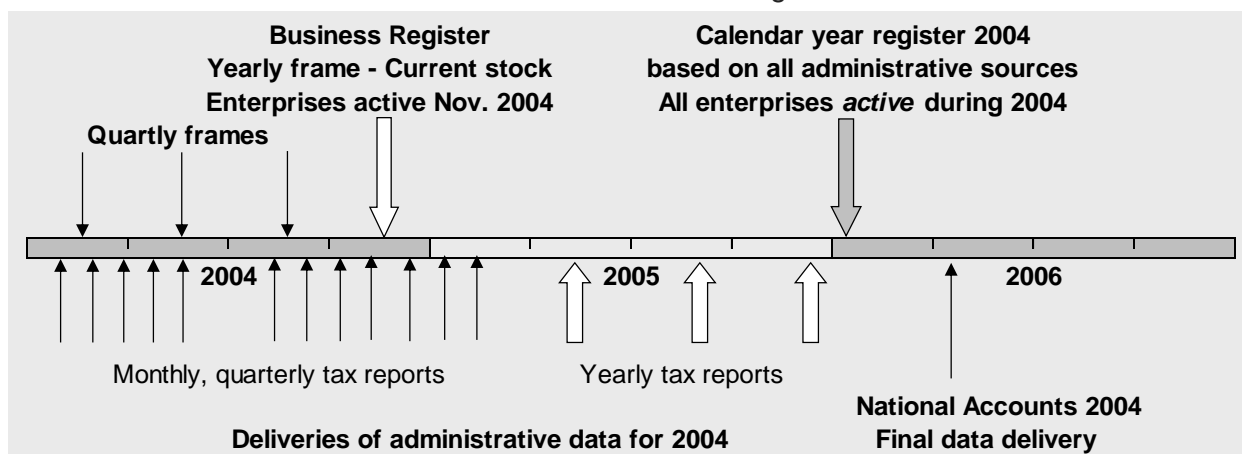 Business Register
Yearly frame - Current stock
Enterprises active Nov. 2004
Calendar year register 2004
based on all administrative sources
All enterprises active during 2004
Quartly frames
2004
2005
2006
Monthly, quarterly tax reports
Yearly tax reports
National Accounts 2004
Final data delivery
Deliveries of administrative data for 2004